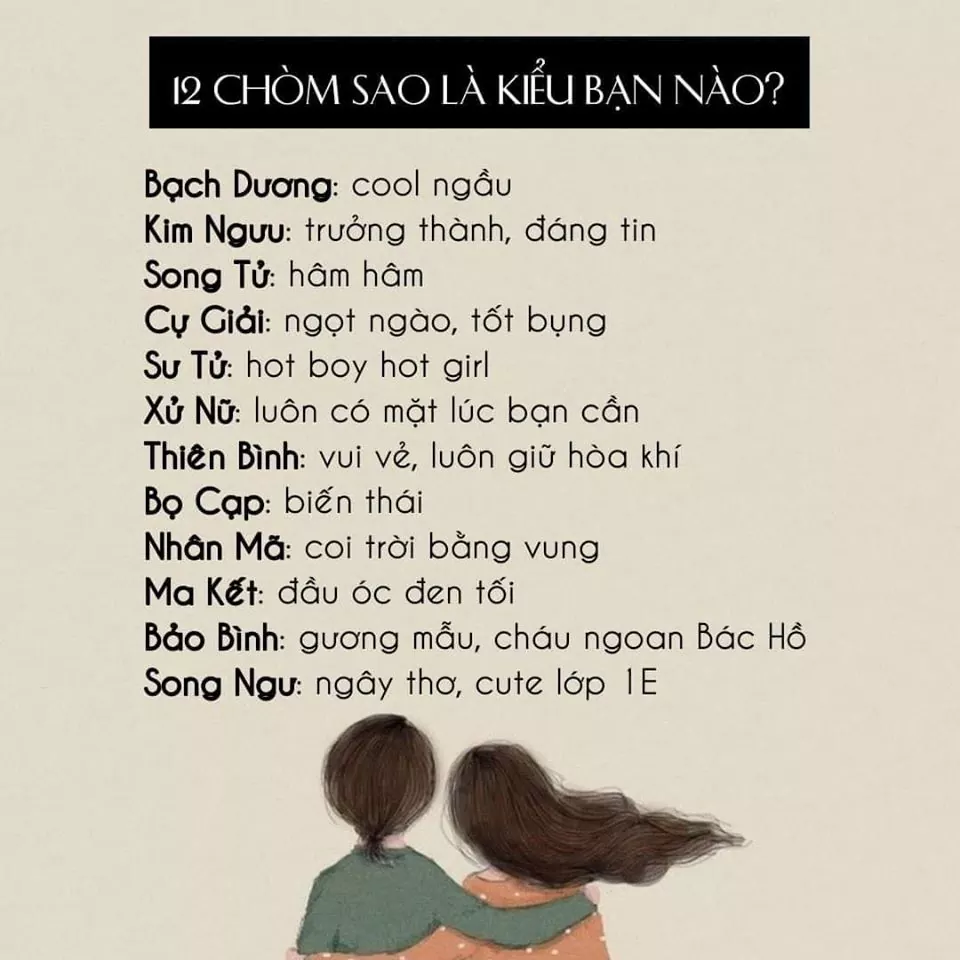 12 CHÒM SAO LÀ KIỂU BẠN NÀO?
Bạch Dương: cool ngầu
Kim Ngưu: trưởng thành, đáng tin
Song Tử: hâm hâm
Cự Giải: ngọt ngào, tốt bụng
Sư Tử: hot boy hot girl
Xử Nữ: luôn có mặt lúc bạn cần
Thiên Bình: vui vẻ, luôn giữ hòa khí
Bọ Cạp: biến thái
Nhân Mã: coi trời bằng vung
Ma Kết: đầu óc đen tối
Bảo Bình: gương mẫu, cháu ngoan Bác Hồ
Song Ngư: ngây thơ, cute lớp 1E